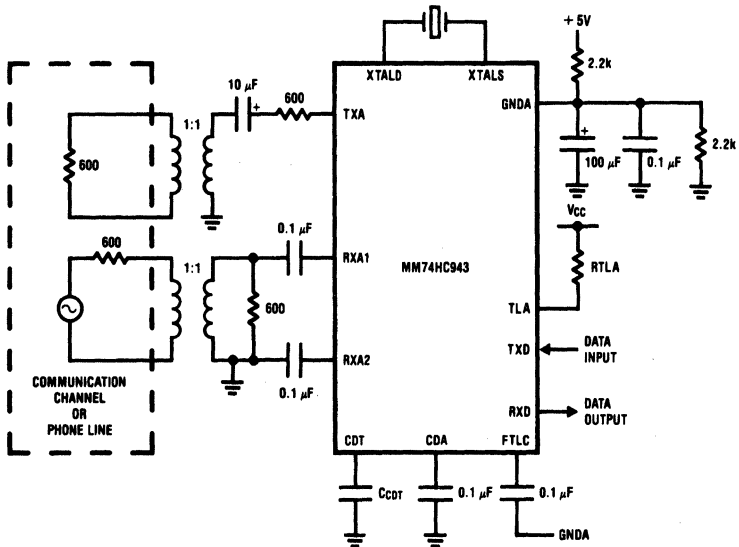 + 5V
2.2k
XTALD
XTALS
10 µF
+
600
TXA
GNDA
1:1
600
+
100 µF
0.1 µF
2.2k
VCC
0.1 µF
600
RXA1
MM74HC943
RTLA
1:1
600
TLA
TXD
DATA
INPUT
RXA2
0.1 µF
COMMUNICATION
CHANNEL
OR
PHONE LINE
RXD
DATA
OUTPUT
CDT
CDA
FTLC
CCDT
0.1 µF
0.1 µF
GNDA